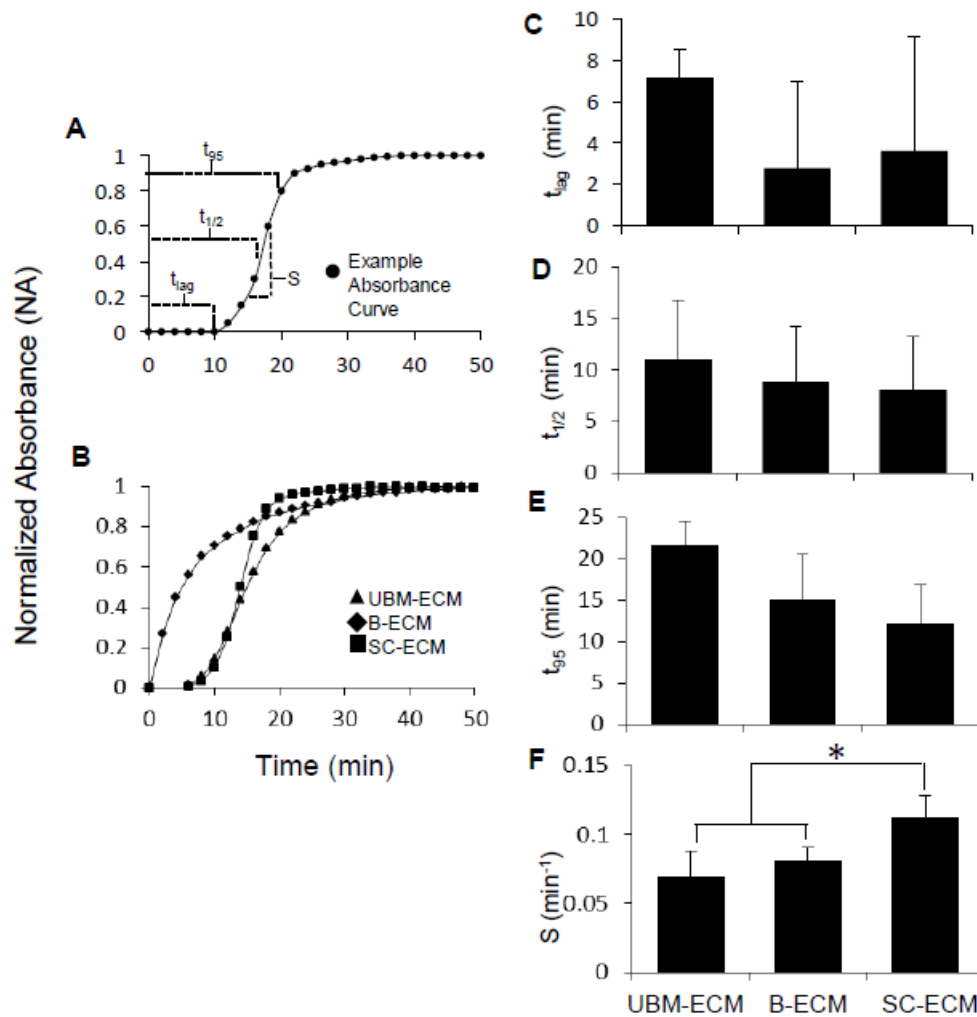 A
Normalized Absorbance (NA)
1
0.8
0.6
0.4
0.2
0
t95
t1/2
tlag
S
Example
Absorbance
Curve
0 10 20 30 40 50
B
1
0.8
0.6
0.4
0.2
0
UBM-ECM
B-ECM
SC-ECM
0 10 20 30 40 50
Time (min)
C
tlag (min)
10
8
6
4
2
0
D
t1/2 (min)
20
15
10
5
0
E
t95 (min)
25
20
15
10
5
0
F
S (min-1)
0.15
0.1
0.05
0
*
UBM-ECM B-ECM SC-ECM